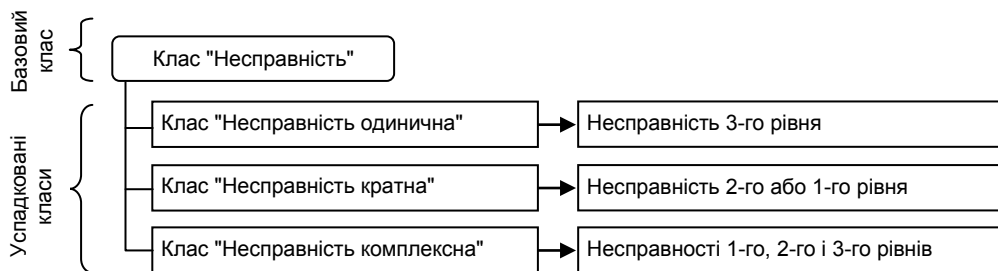 Базовий
клас
Клас "Несправність"
Успадковані
класи
Клас "Несправність одинична"
Несправність 3-го рівня
Клас "Несправність кратна"
Несправність 2-го або 1-го рівня
Клас "Несправність комплексна"
Несправності 1-го, 2-го і 3-го рівнів